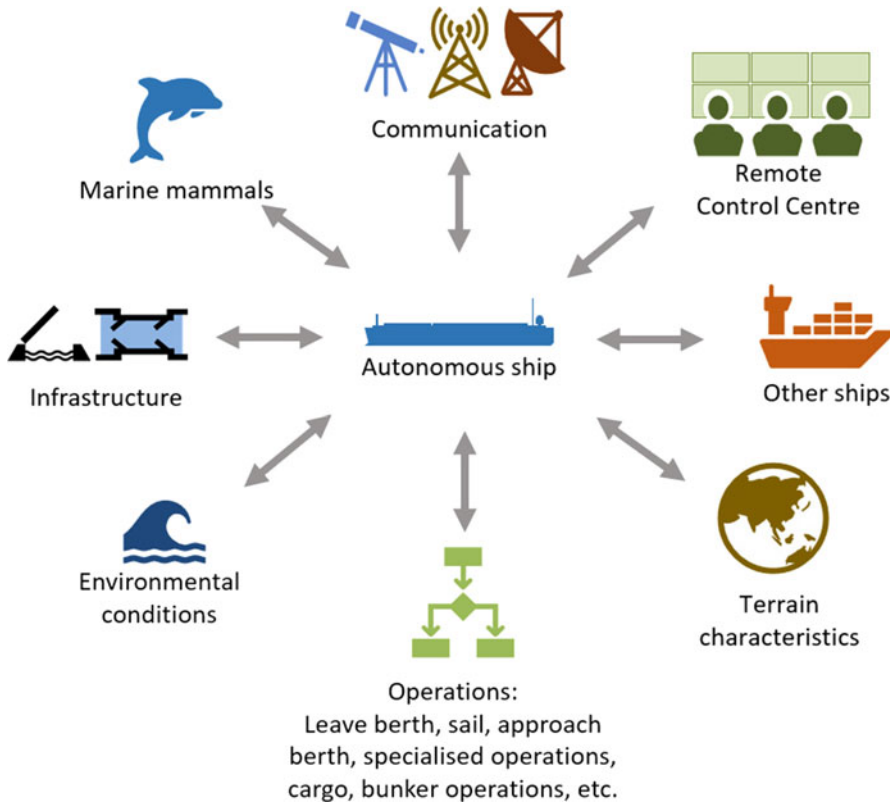 Communication
Marine mammals
Remote
Control Centre
Autonomous ship
Infrastructure
Other ships
Environmental
conditions
Terrain
characteristics
Operations:
Leave berth, sail, approach
berth, specialised operations,
cargo, bunker operations, etc.